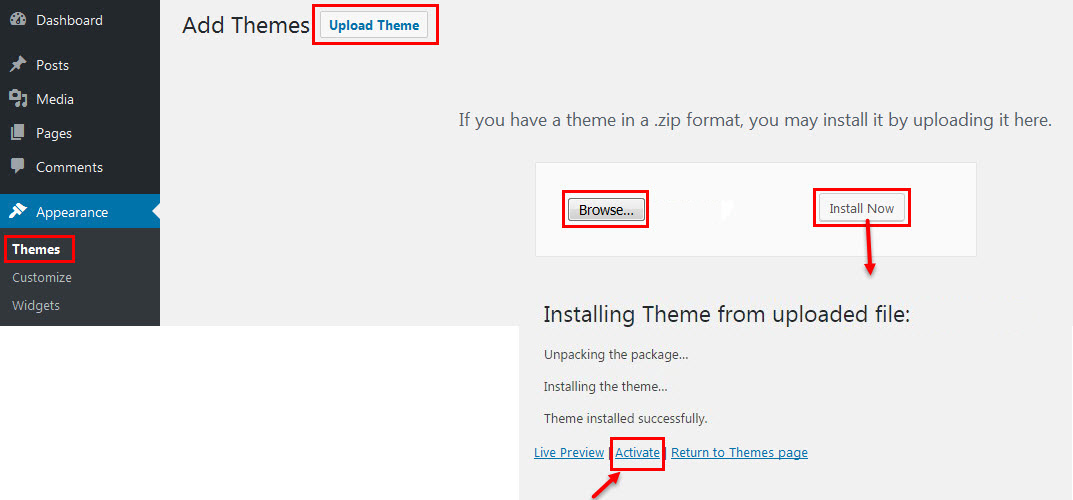 Dashboard
Posts
Media
Pages
Comments
Appearance
Themes
Customize
Widgets
Add Themes Upload Theme
If you have a theme in a .zip format, you may install it by uploading it here.
Browse... Install Now
Installing Theme from uploaded file:
Unpacking the package...
Installing the theme...
Theme installed successfully.
Live Preview | Activate | Return to Themes page